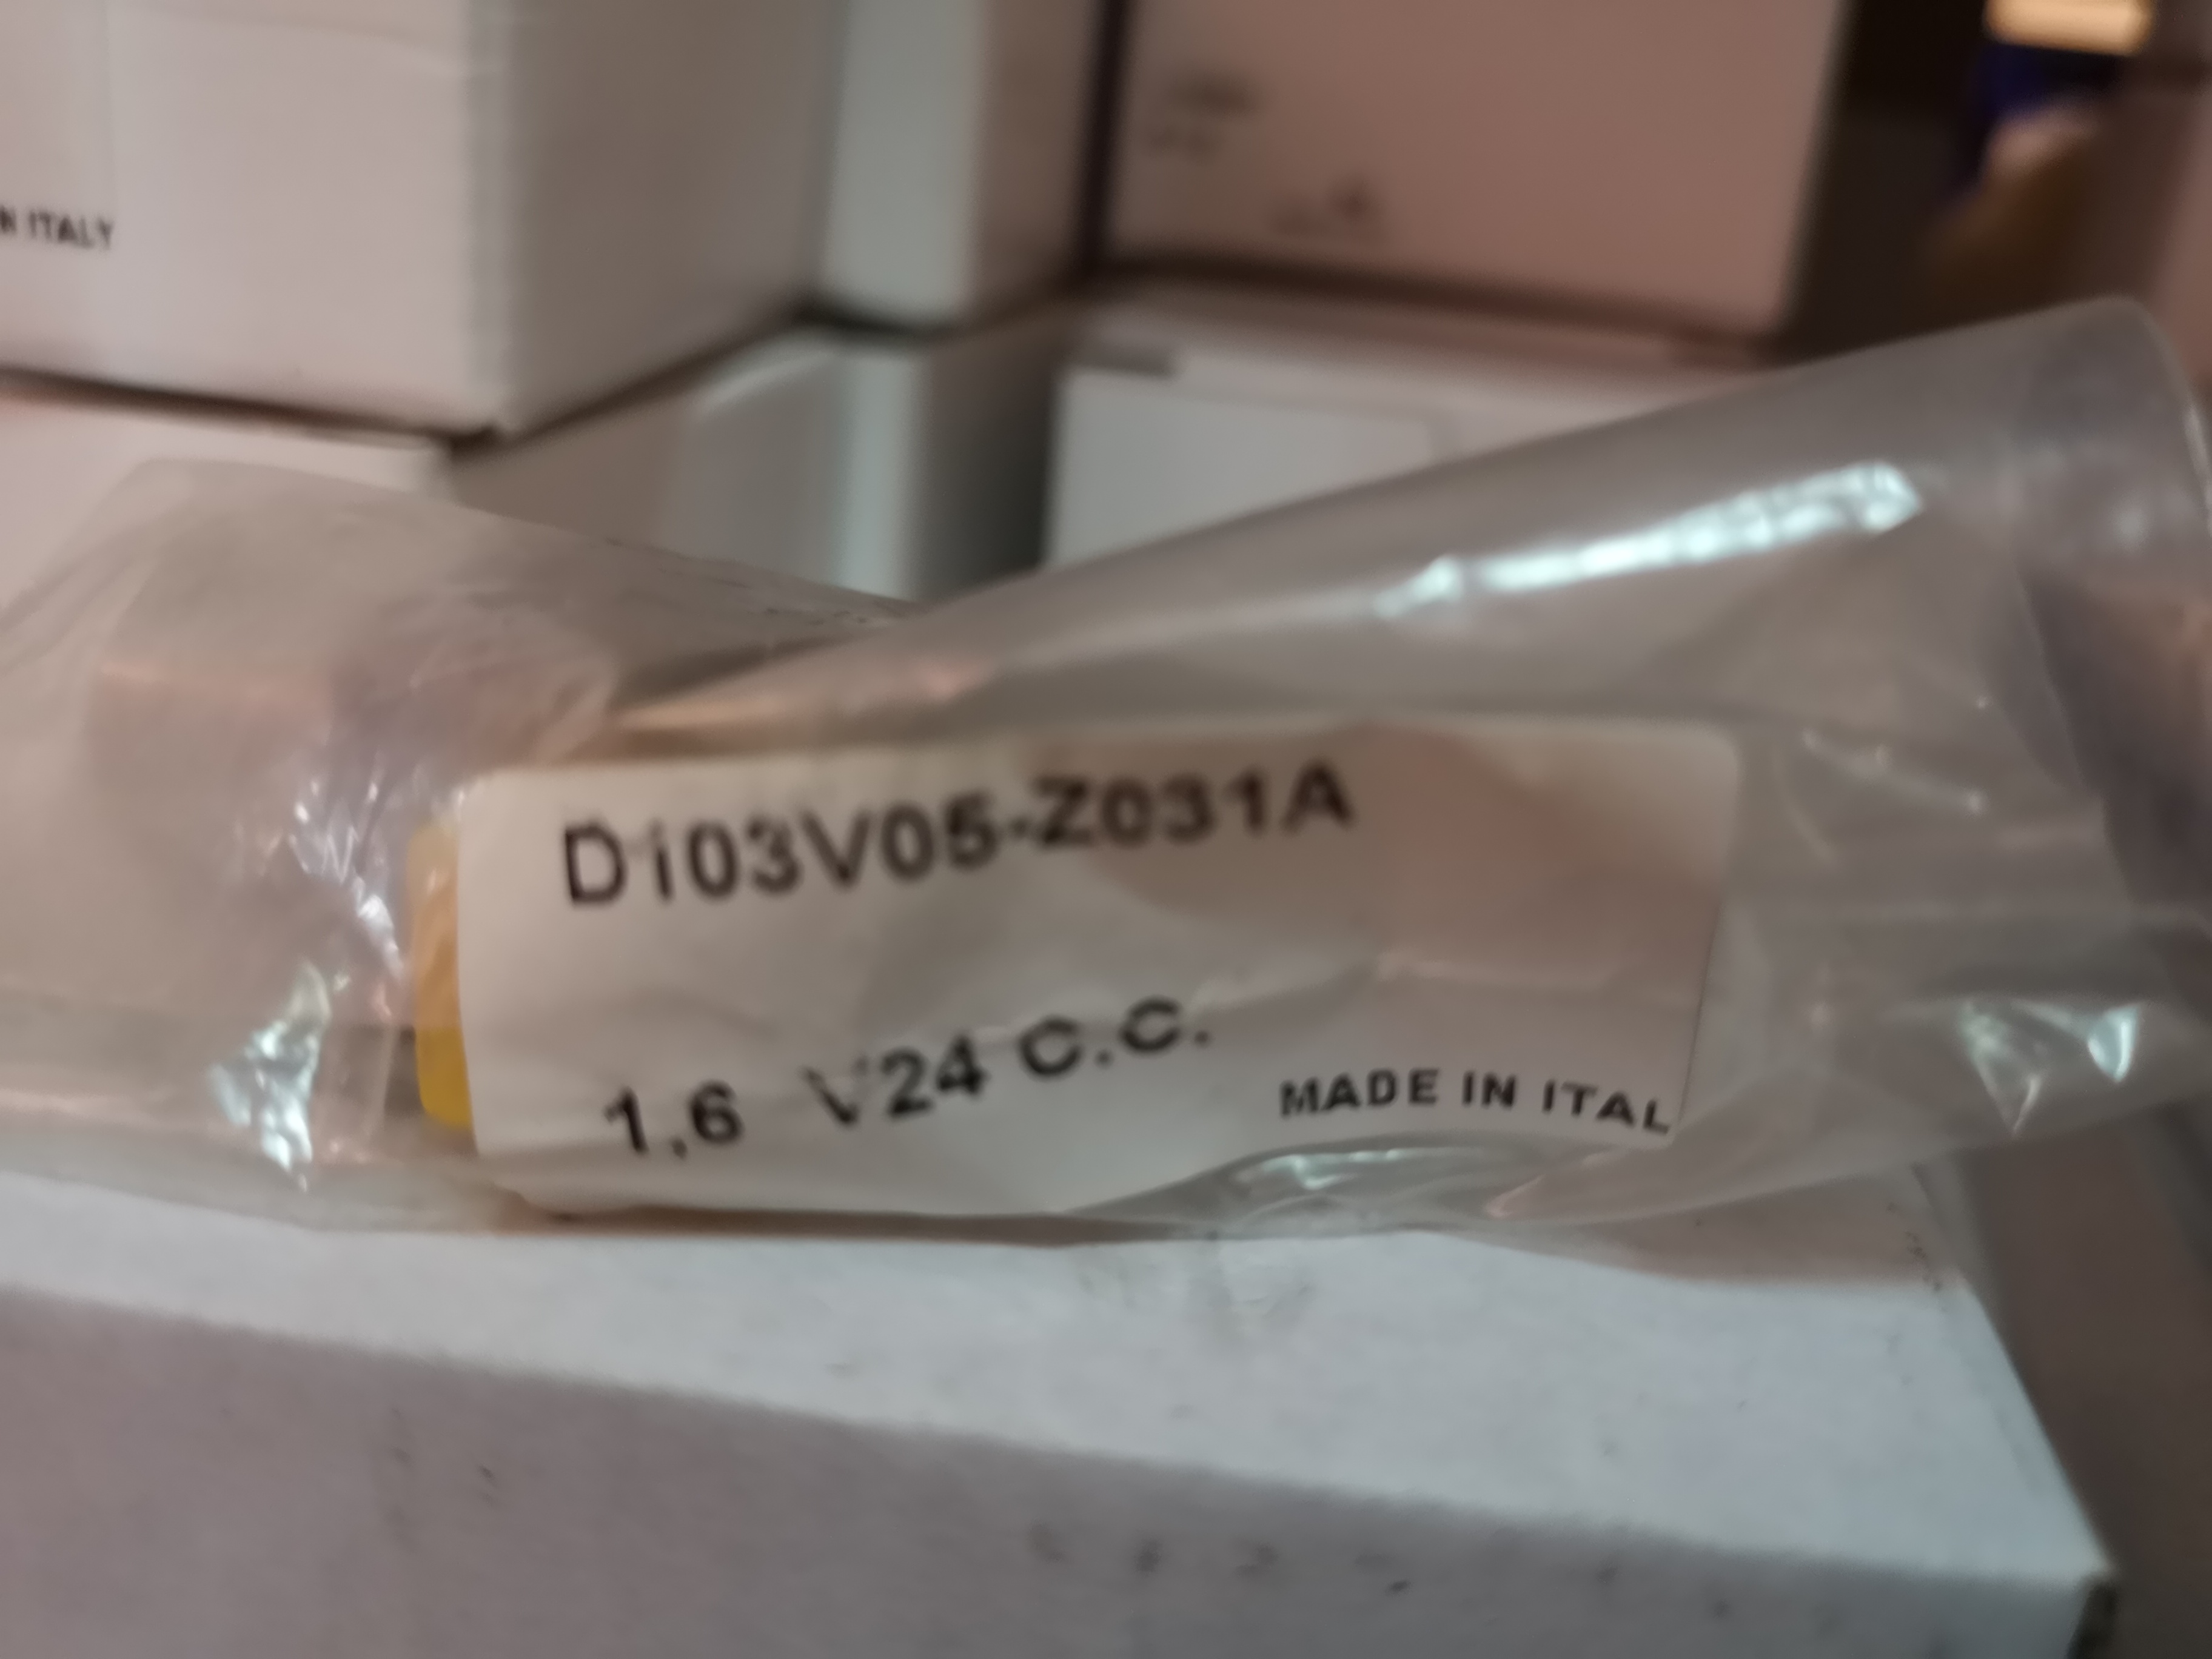 N ITALY
D103V05-Z031A
1,6 V24 C.C.
MADE IN ITAL